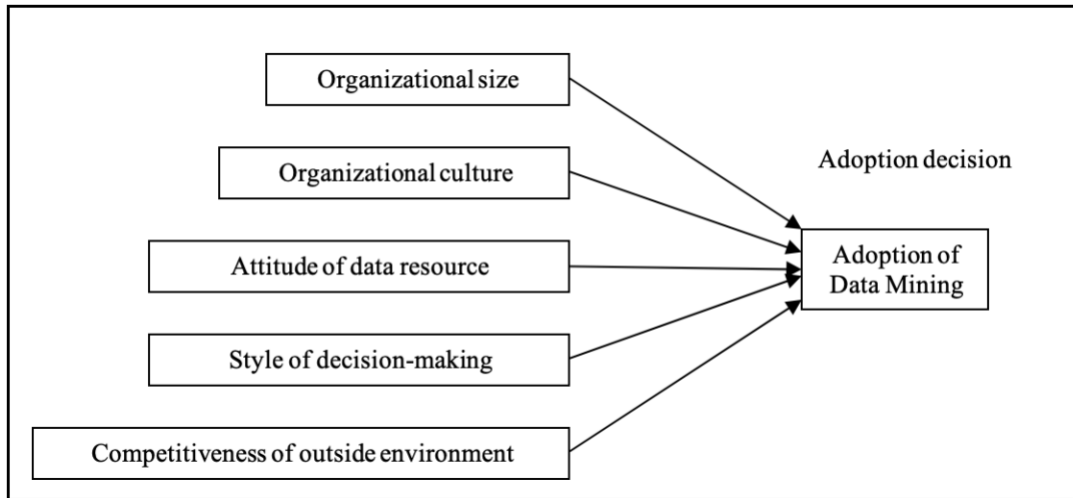 Organizational size
Organizational culture
Adoption decision
Attitude of data resource
Adoption of
Data Mining
Style of decision-making
Competitiveness of outside environment